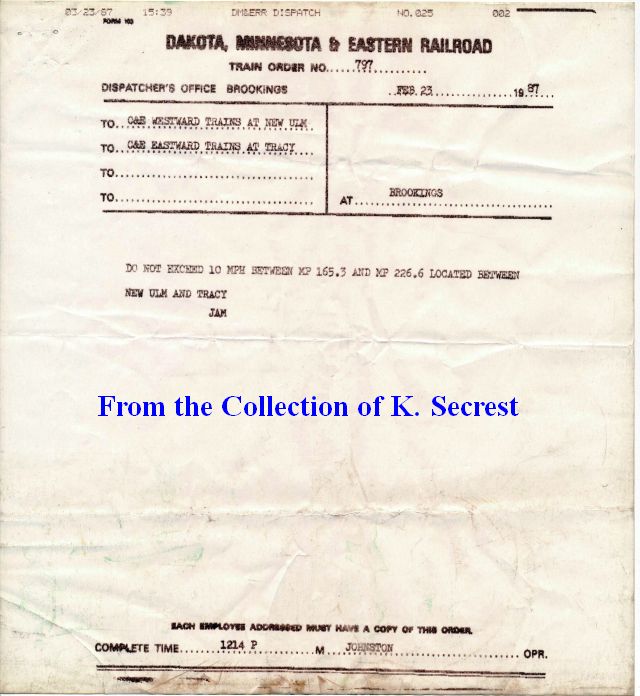 03/23/87 15:39 DM&ERR DISPATCH NO.025 002
FORM 103
DAKOTA, MINNESOTA & EASTERN RAILROAD
TRAIN ORDER NO......797..........
DISPATCHER'S OFFICE BROOKINGS ..FEB.23..............1987...
TO..C&E WESTWARD TRAINS AT NEW ULM
TO..C&E EASTWARD TRAINS AT TRACY...
TO....................................
TO....................................
AT.......BROOKINGS......................
DO NOT EXCEED 10 MPH BETWEEN MP 165.3 AND MP 226.6 LOCATED BETWEEN
NEW ULM AND TRACY
JAM
From the Collection of K. Secrest
EACH EMPLOYEE ADDRESSED MUST HAVE A COPY OF THIS ORDER.
COMPLETE TIME.......1214 P..........M....JOHNSTON....................OPR.